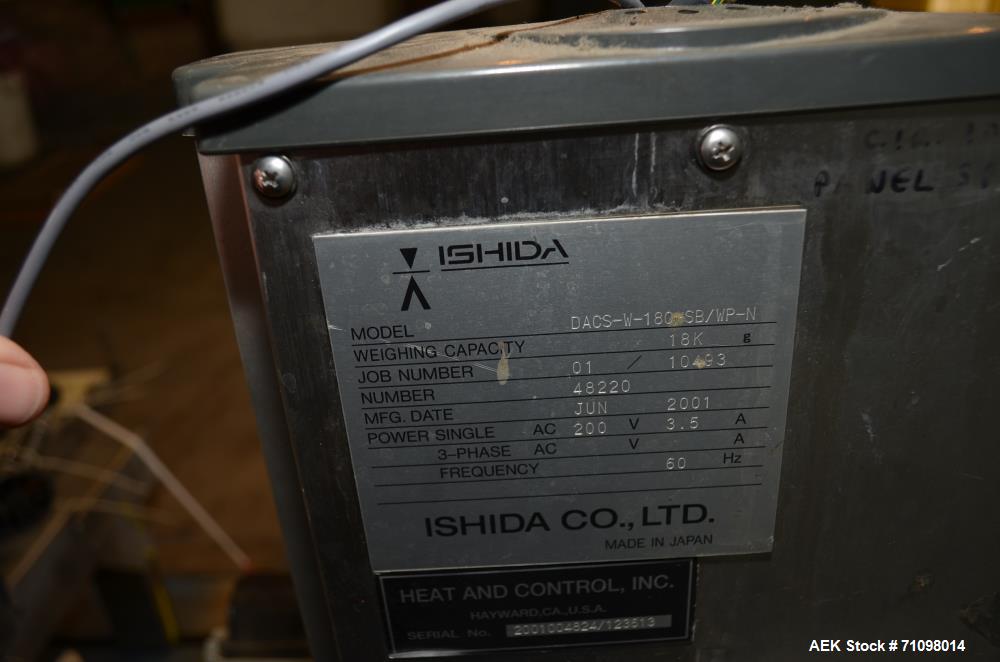 PANEL
ISHIDA
MODEL DACS-W-180-SB/WP-N
WEIGHING CAPACITY 18K g
JOB NUMBER 01 / 10493
NUMBER 48220
MFG. DATE JUN 2001
POWER SINGLE AC 200 V 3.5 A
3-PHASE AC V A
FREQUENCY 60 Hz
ISHIDA CO., LTD.
MADE IN JAPAN
HEAT AND CONTROL, INC.
HAYWARD, CA., U.S.A.
SERIAL No. 2001004824/123513
AEK Stock #71098014